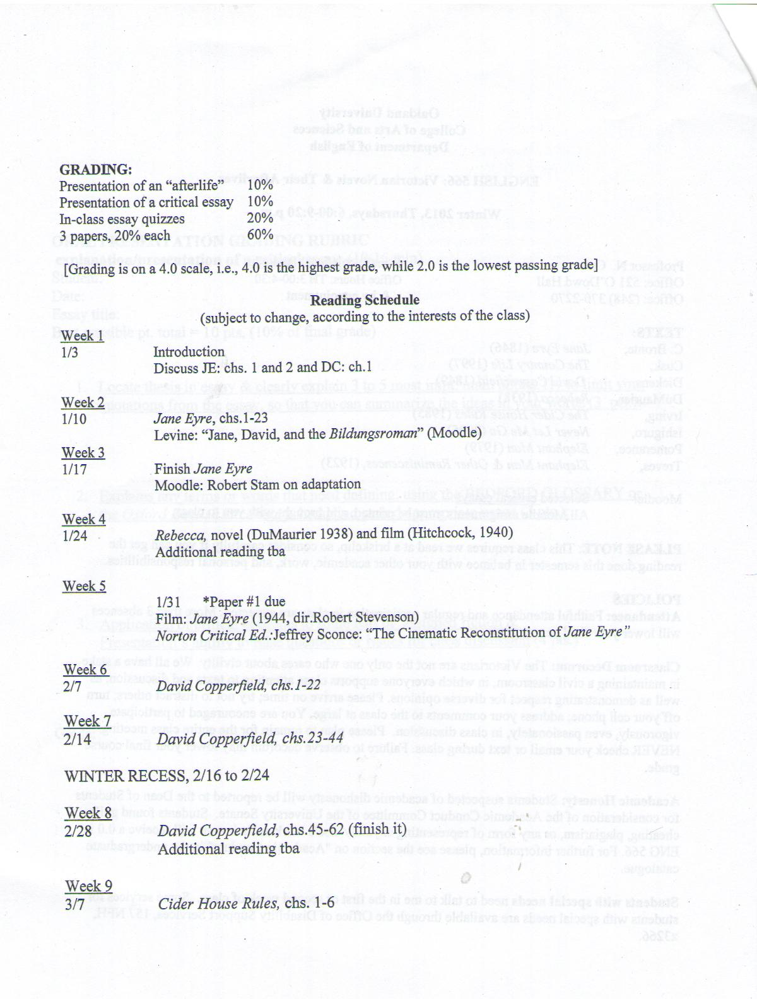 GRADING:
Presentation of an “afterlife” 10%
Presentation of a critical essay 10%
In-class essay quizzes 20%
3 papers, 20% each 60%
[Grading is on a 4.0 scale, i.e., 4.0 is the highest grade, while 2.0 is the lowest passing grade]
Reading Schedule
(subject to change, according to the interests of the class)
Week 1
1/3 Introduction
Discuss JE: chs. 1 and 2 and DC: ch.1
Week 2
1/10 Jane Eyre, chs.1-23
Levine: “Jane, David, and the Bildungsroman” (Moodle)
Week 3
1/17 Finish Jane Eyre
Moodle: Robert Stam on adaptation
Week 4
1/24 Rebecca, novel (DuMaurier 1938) and film (Hitchcock, 1940)
Additional reading tba
Week 5
1/31 *Paper #1 due
Film: Jane Eyre (1944, dir.Robert Stevenson)
Norton Critical Ed.:Jeffrey Sconce: “The Cinematic Reconstitution of Jane Eyre”
Week 6
2/7 David Copperfield, chs.1-22
Week 7
2/14 David Copperfield, chs.23-44
WINTER RECESS, 2/16 to 2/24
Week 8
2/28 David Copperfield, chs.45-62 (finish it)
Additional reading tba
Week 9
3/7 Cider House Rules, chs. 1-6